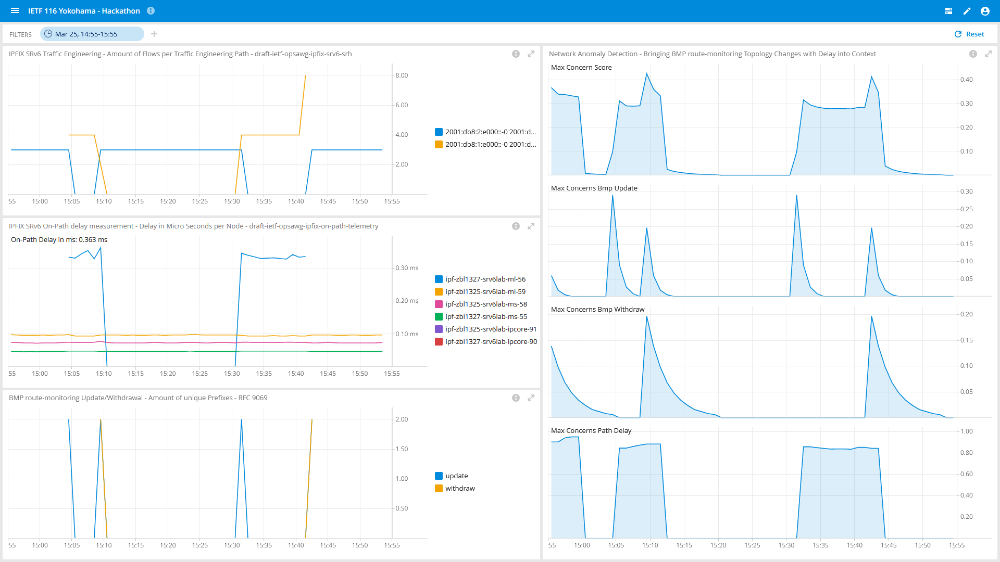 IETF 116 Yokohama - Hackathon
FILTERS
Mar 25, 14:55-15:55
Reset
IPFIX SRv6 Traffic Engineering - Amount of Flows per Traffic Engineering Path - draft-ietf-opsawg-ipfix-srv6-srh
8.00
6.00
4.00
2.00
:55 15:00 15:05 15:10 15:15 15:20 15:25 15:30 15:35 15:40 15:45 15:50 15:55
2001:db8:2:e000::-0 2001:d...
2001:db8:1:e000::-0 2001:d...
IPFIX SRv6 On-Path delay measurement - Delay in Micro Seconds per Node - draft-ietf-opsawg-ipfix-on-path-telemetry
On-Path Delay in ms: 0.363 ms
0.30 ms
0.20 ms
0.10 ms
:55 15:00 15:05 15:10 15:15 15:20 15:25 15:30 15:35 15:40 15:45 15:50 15:55
ipf-zbl1327-srv6lab-ml-56
ipf-zbl1325-srv6lab-ml-59
ipf-zbl1325-srv6lab-ms-58
ipf-zbl1327-srv6lab-ms-55
ipf-zbl1325-srv6lab-ipcore-91
ipf-zbl1327-srv6lab-ipcore-90
BMP route-monitoring Update/Withdrawal - Amount of unique Prefixes - RFC 9069
2.00
1.50
1.00
0.50
:55 15:00 15:05 15:10 15:15 15:20 15:25 15:30 15:35 15:40 15:45 15:50 15:55
update
withdraw
Network Anomaly Detection - Bringing BMP route-monitoring Topology Changes with Delay into Context
Max Concern Score
0.40
0.30
0.20
0.10
Max Concerns Bmp Update
0.30
0.25
0.20
0.15
0.10
0.05
Max Concerns Bmp Withdraw
0.20
0.15
0.10
0.05
Max Concerns Path Delay
1.00
0.80
0.60
0.40
0.20
:55 15:00 15:05 15:10 15:15 15:20 15:25 15:30 15:35 15:40 15:45 15:50 15:55